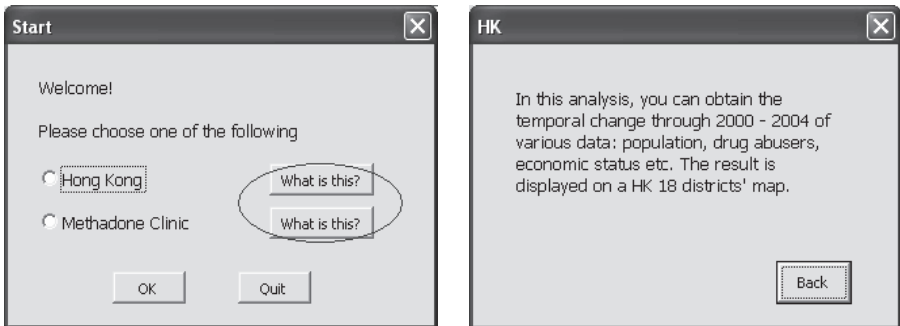 Start
Welcome!
Please choose one of the following
Hong Kong
What is this?
Methadone Clinic
What is this?
OK
Quit
HK
In this analysis, you can obtain the
temporal change through 2000 - 2004 of
various data: population, drug abusers,
economic status etc. The result is
displayed on a HK 18 districts' map.
Back